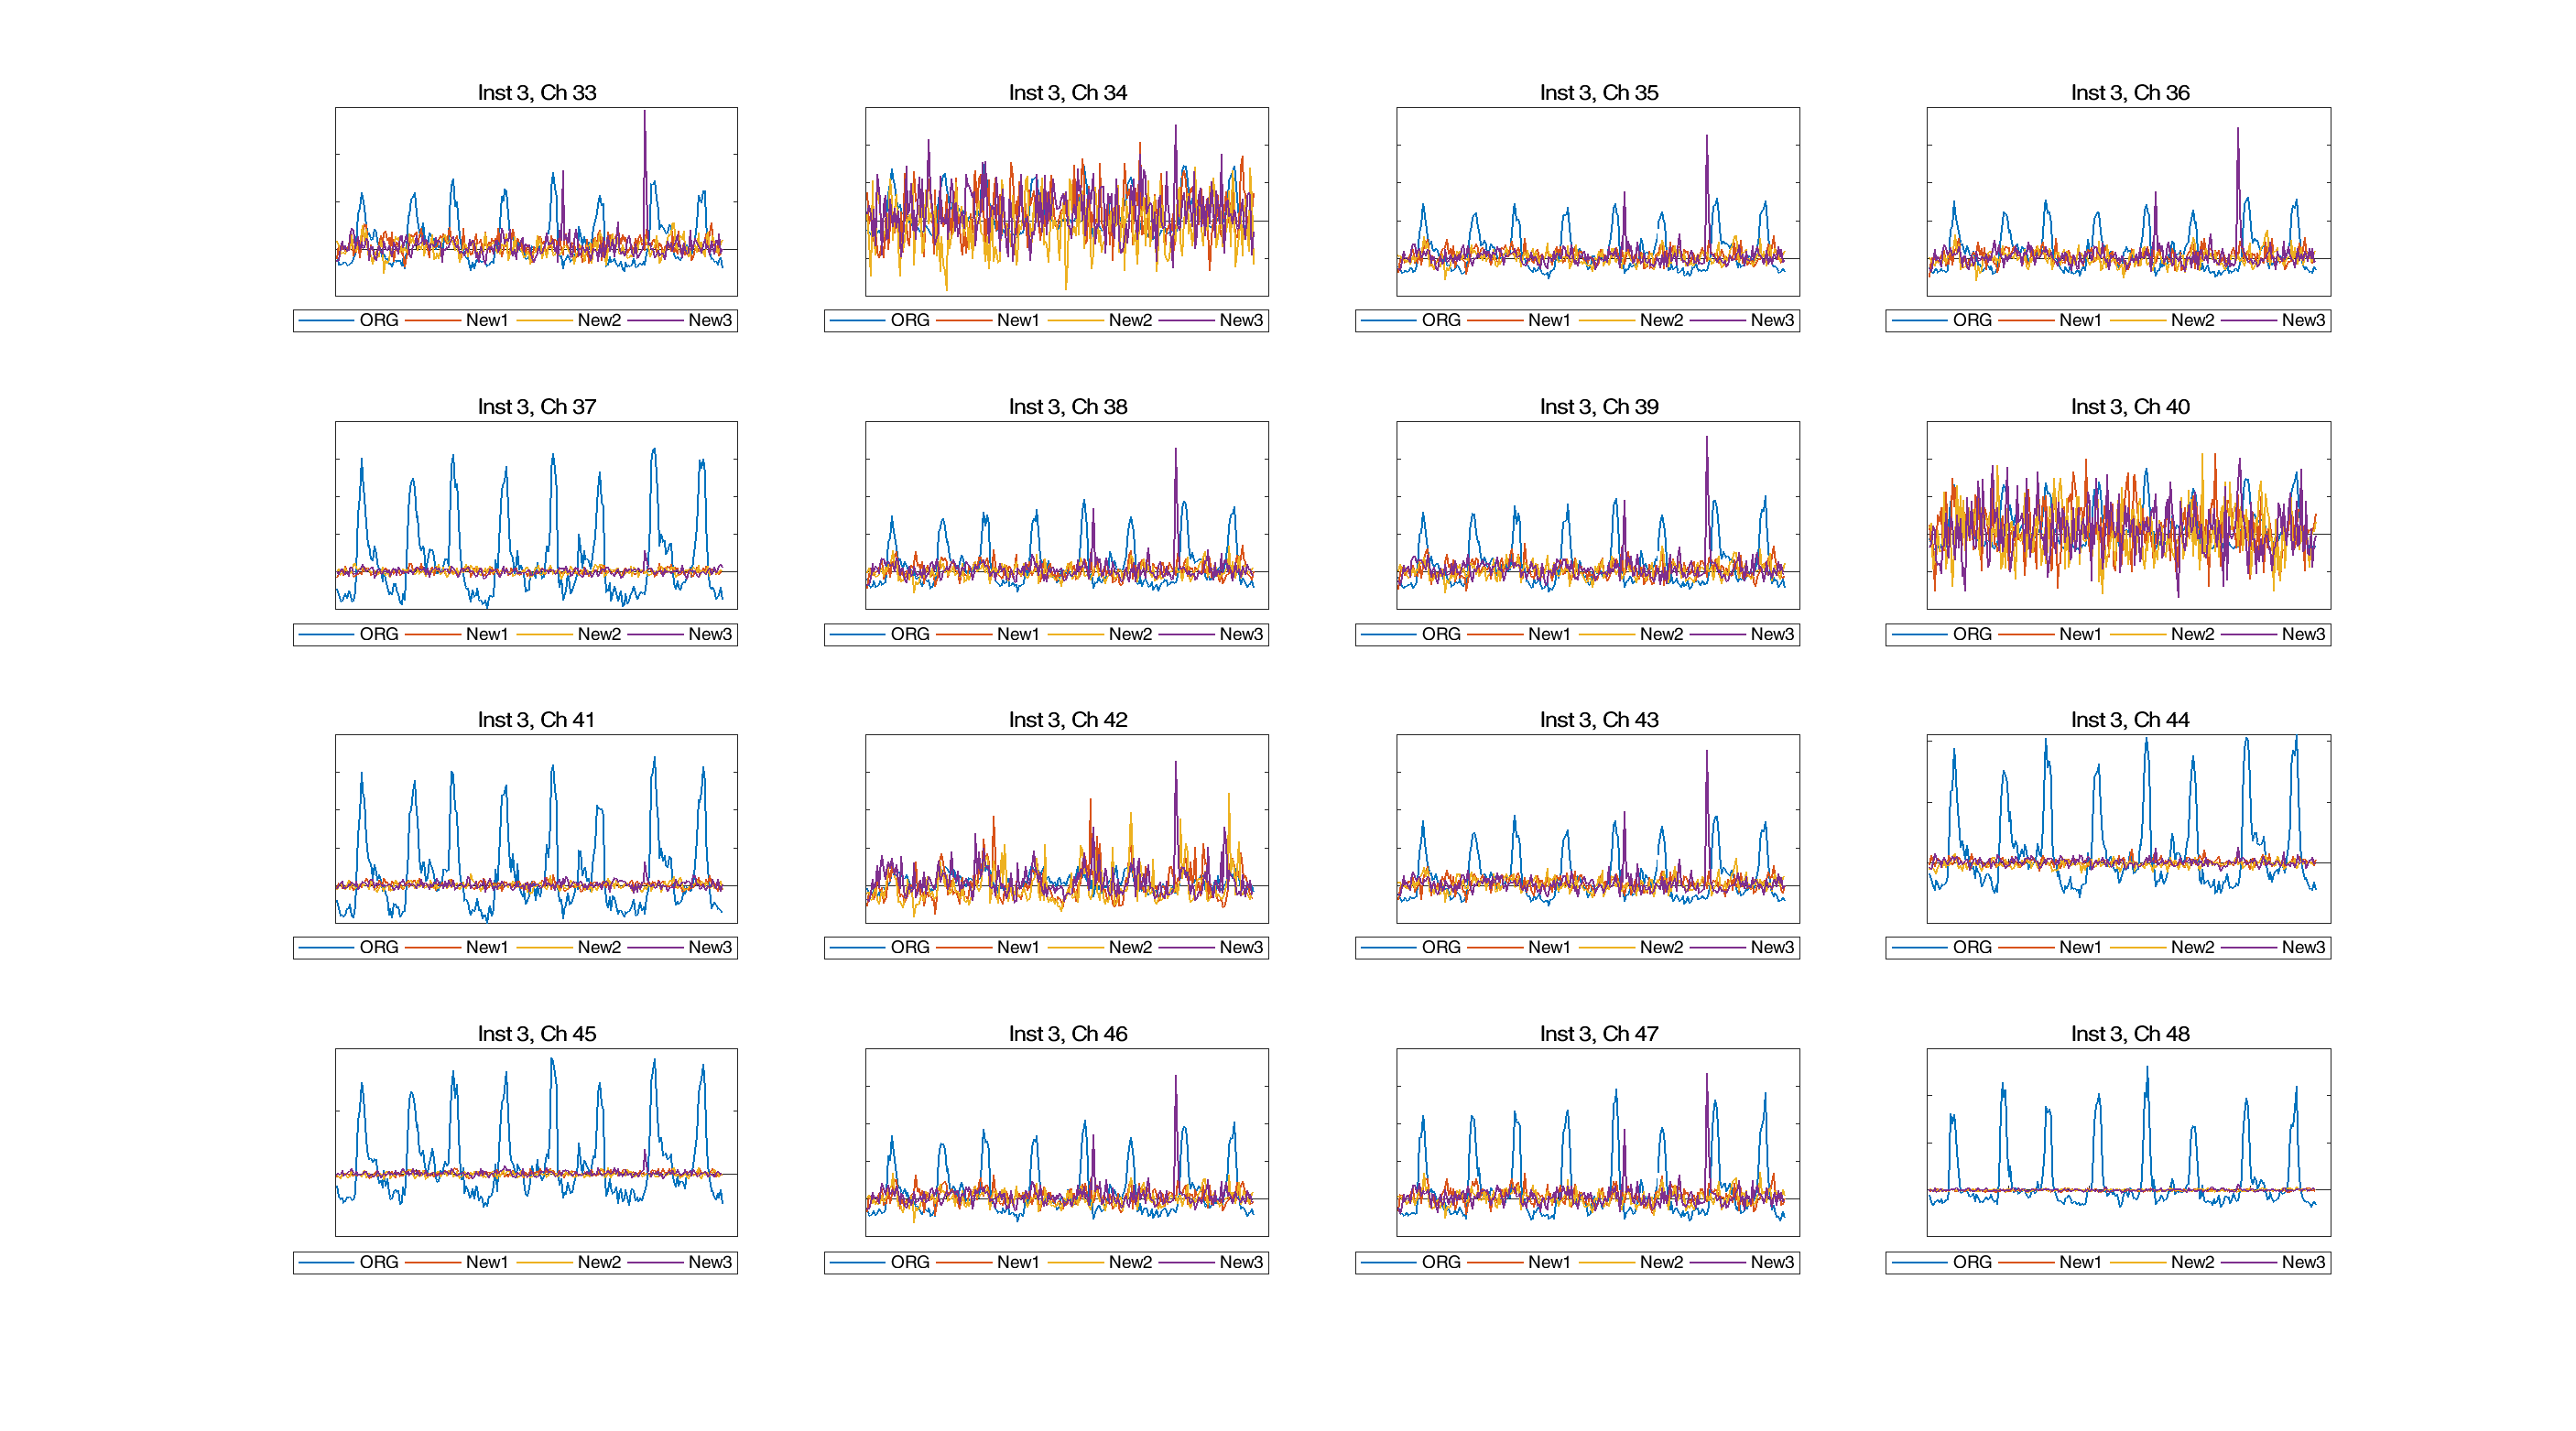 Inst 3, Ch 33
Inst 3, Ch 34
Inst 3, Ch 35
Inst 3, Ch 36
ORG New1 New2 New3
ORG New1 New2 New3
ORG New1 New2 New3
ORG New1 New2 New3
Inst 3, Ch 37
Inst 3, Ch 38
Inst 3, Ch 39
Inst 3, Ch 40
ORG New1 New2 New3
ORG New1 New2 New3
ORG New1 New2 New3
ORG New1 New2 New3
Inst 3, Ch 41
Inst 3, Ch 42
Inst 3, Ch 43
Inst 3, Ch 44
ORG New1 New2 New3
ORG New1 New2 New3
ORG New1 New2 New3
ORG New1 New2 New3
Inst 3, Ch 45
Inst 3, Ch 46
Inst 3, Ch 47
Inst 3, Ch 48
ORG New1 New2 New3
ORG New1 New2 New3
ORG New1 New2 New3
ORG New1 New2 New3